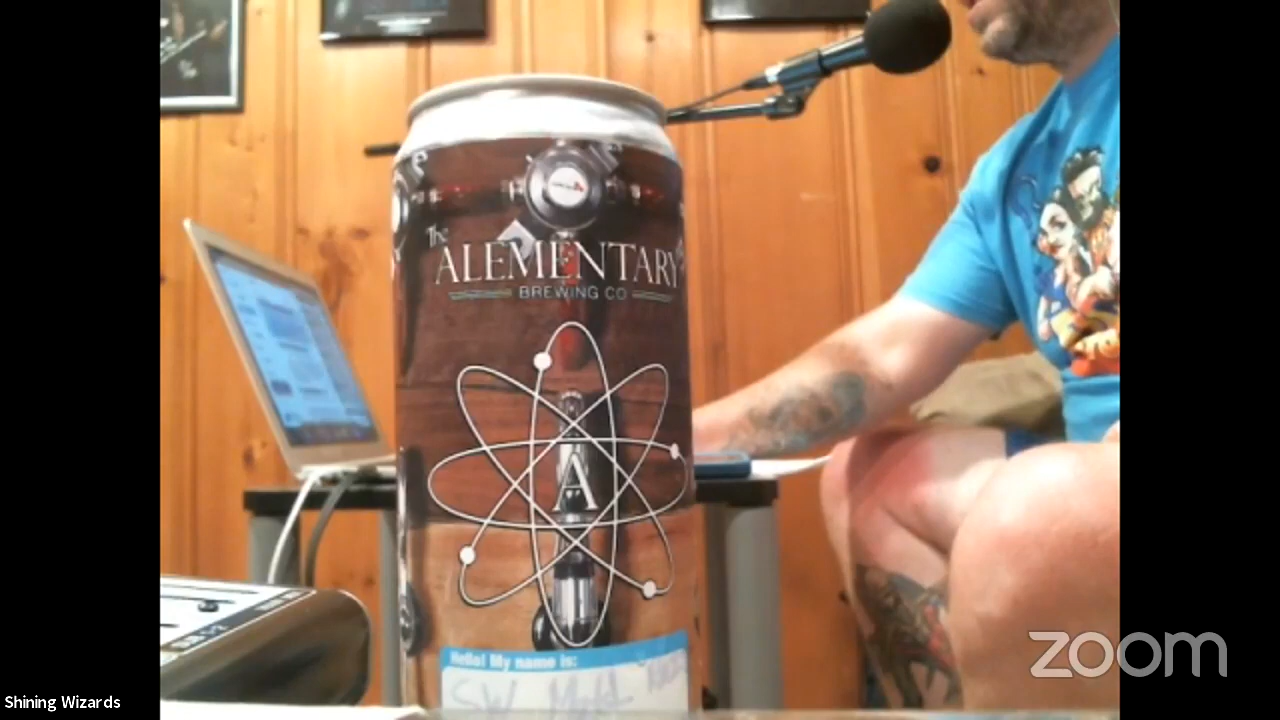 The
ALEMENTARY
BREWING CO
A
Hello! My name is:
SW
zoom
Shining Wizards